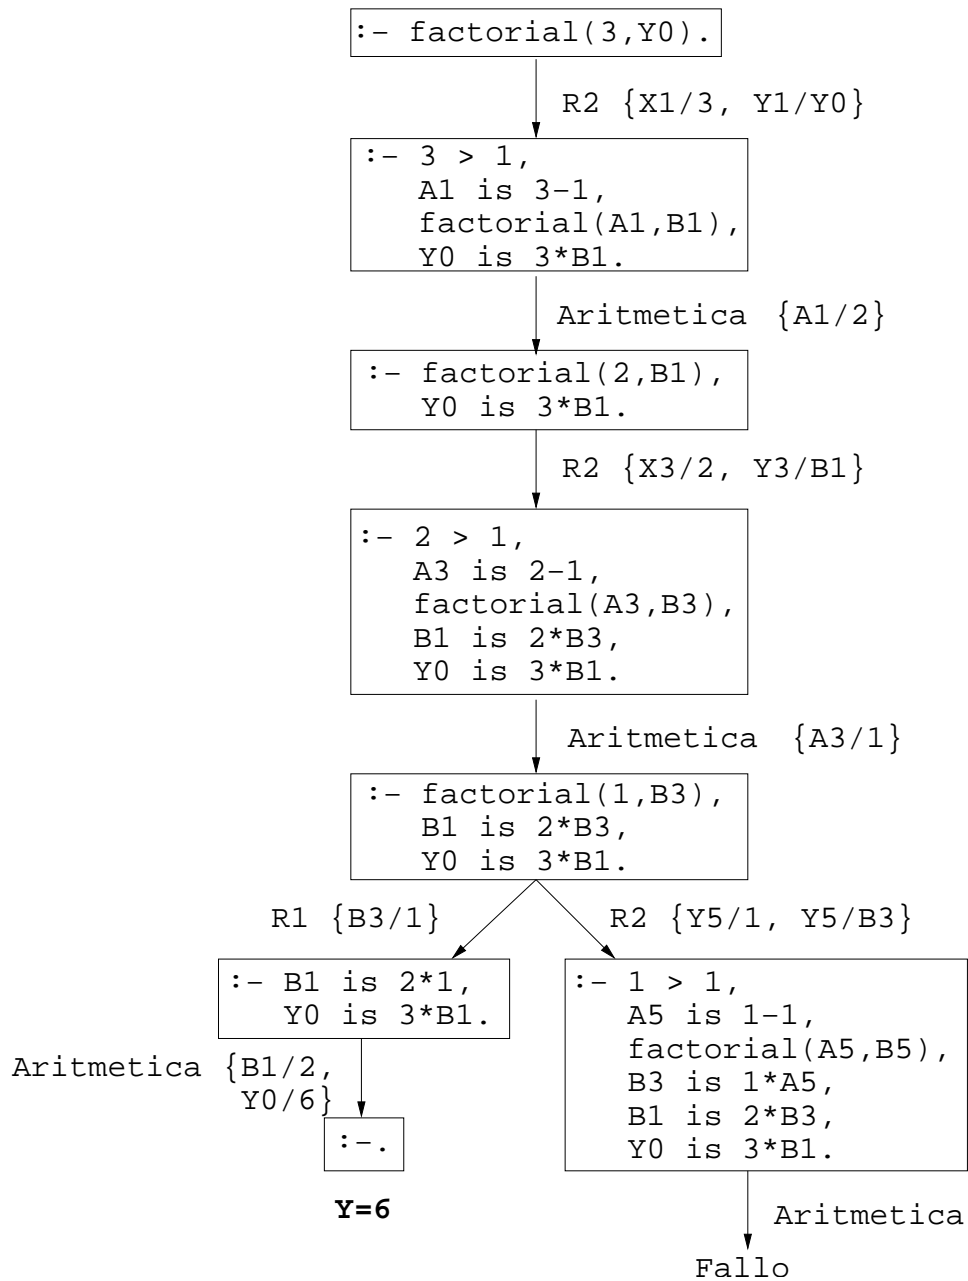 :- factorial(3,Y0).
R2 {X1/3, Y1/Y0}
:- 3 > 1,
A1 is 3-1,
factorial(A1,B1),
Y0 is 3*B1.
Aritmetica {A1/2}
:- factorial(2,B1),
Y0 is 3*B1.
R2 {X3/2, Y3/B1}
:- 2 > 1,
A3 is 2-1,
factorial(A3,B3),
B1 is 2*B3,
Y0 is 3*B1.
Aritmetica {A3/1}
:- factorial(1,B3),
B1 is 2*B3,
Y0 is 3*B1.
R1 {B3/1}
R2 {Y5/1, Y5/B3}
:- B1 is 2*1,
Y0 is 3*B1.
Aritmetica {B1/2,
Y0/6}
:-.
Y=6
:- 1 > 1,
A5 is 1-1,
factorial(A5,B5),
B3 is 1*A5,
B1 is 2*B3,
Y0 is 3*B1.
Aritmetica
Fallo